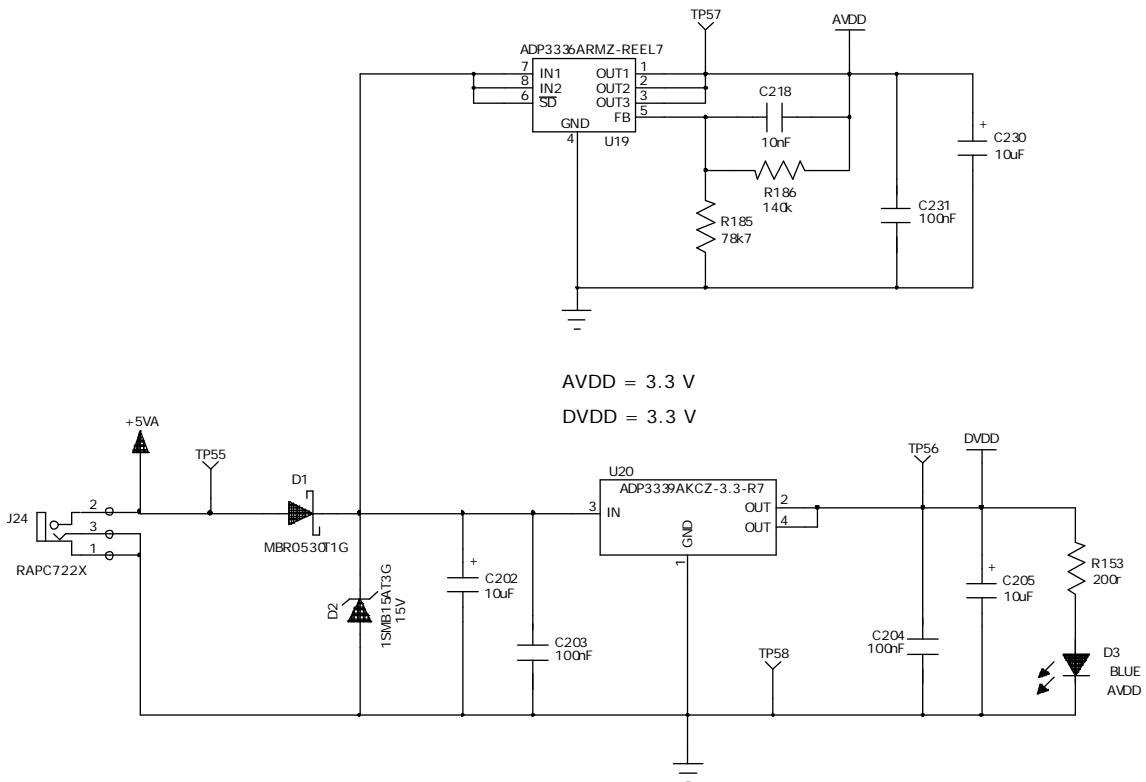 TP57
AVDD
ADP3336ARMZ-REEL7
7 IN1 OUT1 1
8 IN2 OUT2 2
6 SD OUT3 3
FB 5
GND
4
U19
C218
10nF
R186
140k
R185
78k7
C231
100nF
+
C230
10uF
AVDD = 3.3 V
DVDD = 3.3 V
+5VA
TP55
D1
MBR0530T1G
J24
2
3
1
RAPC722X
D2
1SMB15AT3G
15V
+
C202
10uF
C203
100nF
U20
ADP3339AKCZ-3.3-R7
3 IN OUT 2
OUT 4
GND
1
TP58
TP56
DVDD
C204
100nF
+
C205
10uF
R153
200r
D3
BLUE
AVDD